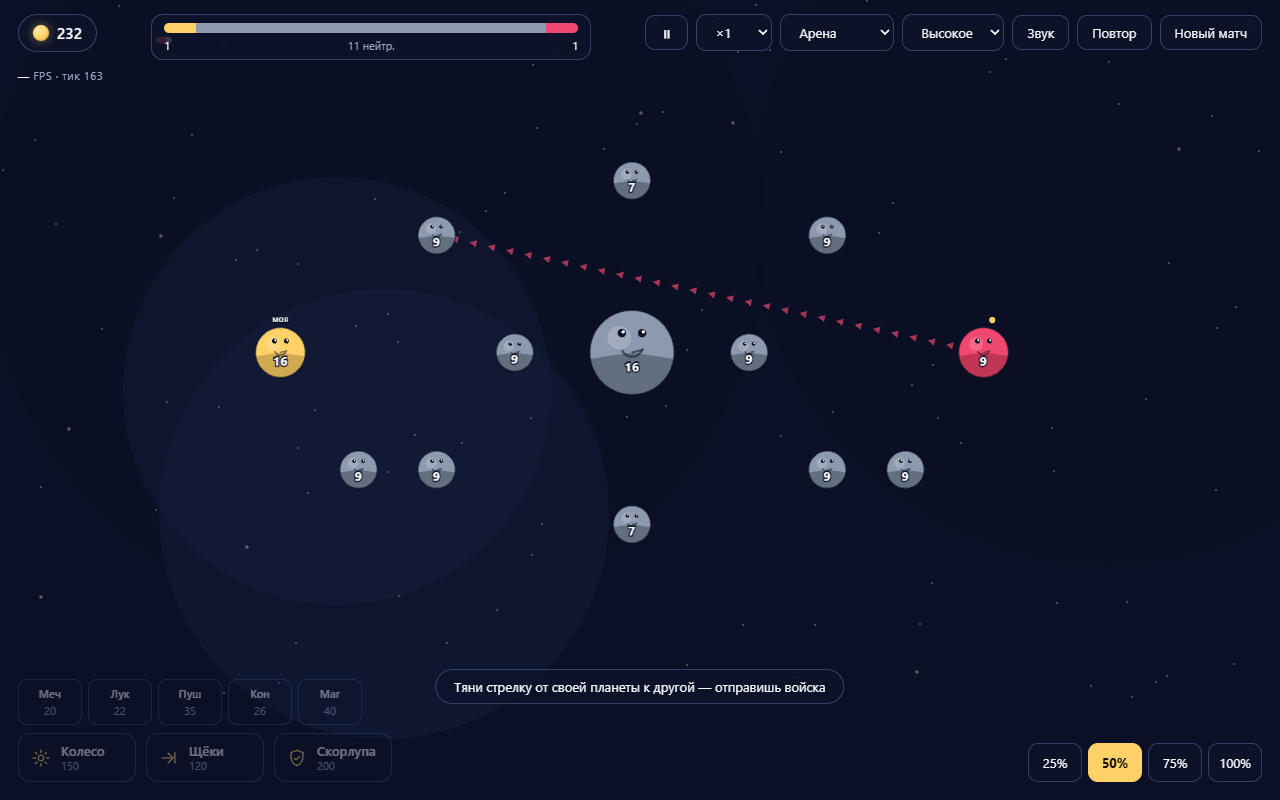 232
1
11 нейтр.
1
×1
Арена
Высокое
Звук
Повтор
Новый матч
— FPS · тик 163
7
9
9
моя
16
9
16
9
9
9
9
9
9
7
Тяни стрелку от своей планеты к другой — отправишь войска
Меч
20
Лук
22
Пуш
35
Кон
26
Маг
40
Колесо
150
Щёки
120
Скорлупа
200
25%
50%
75%
100%